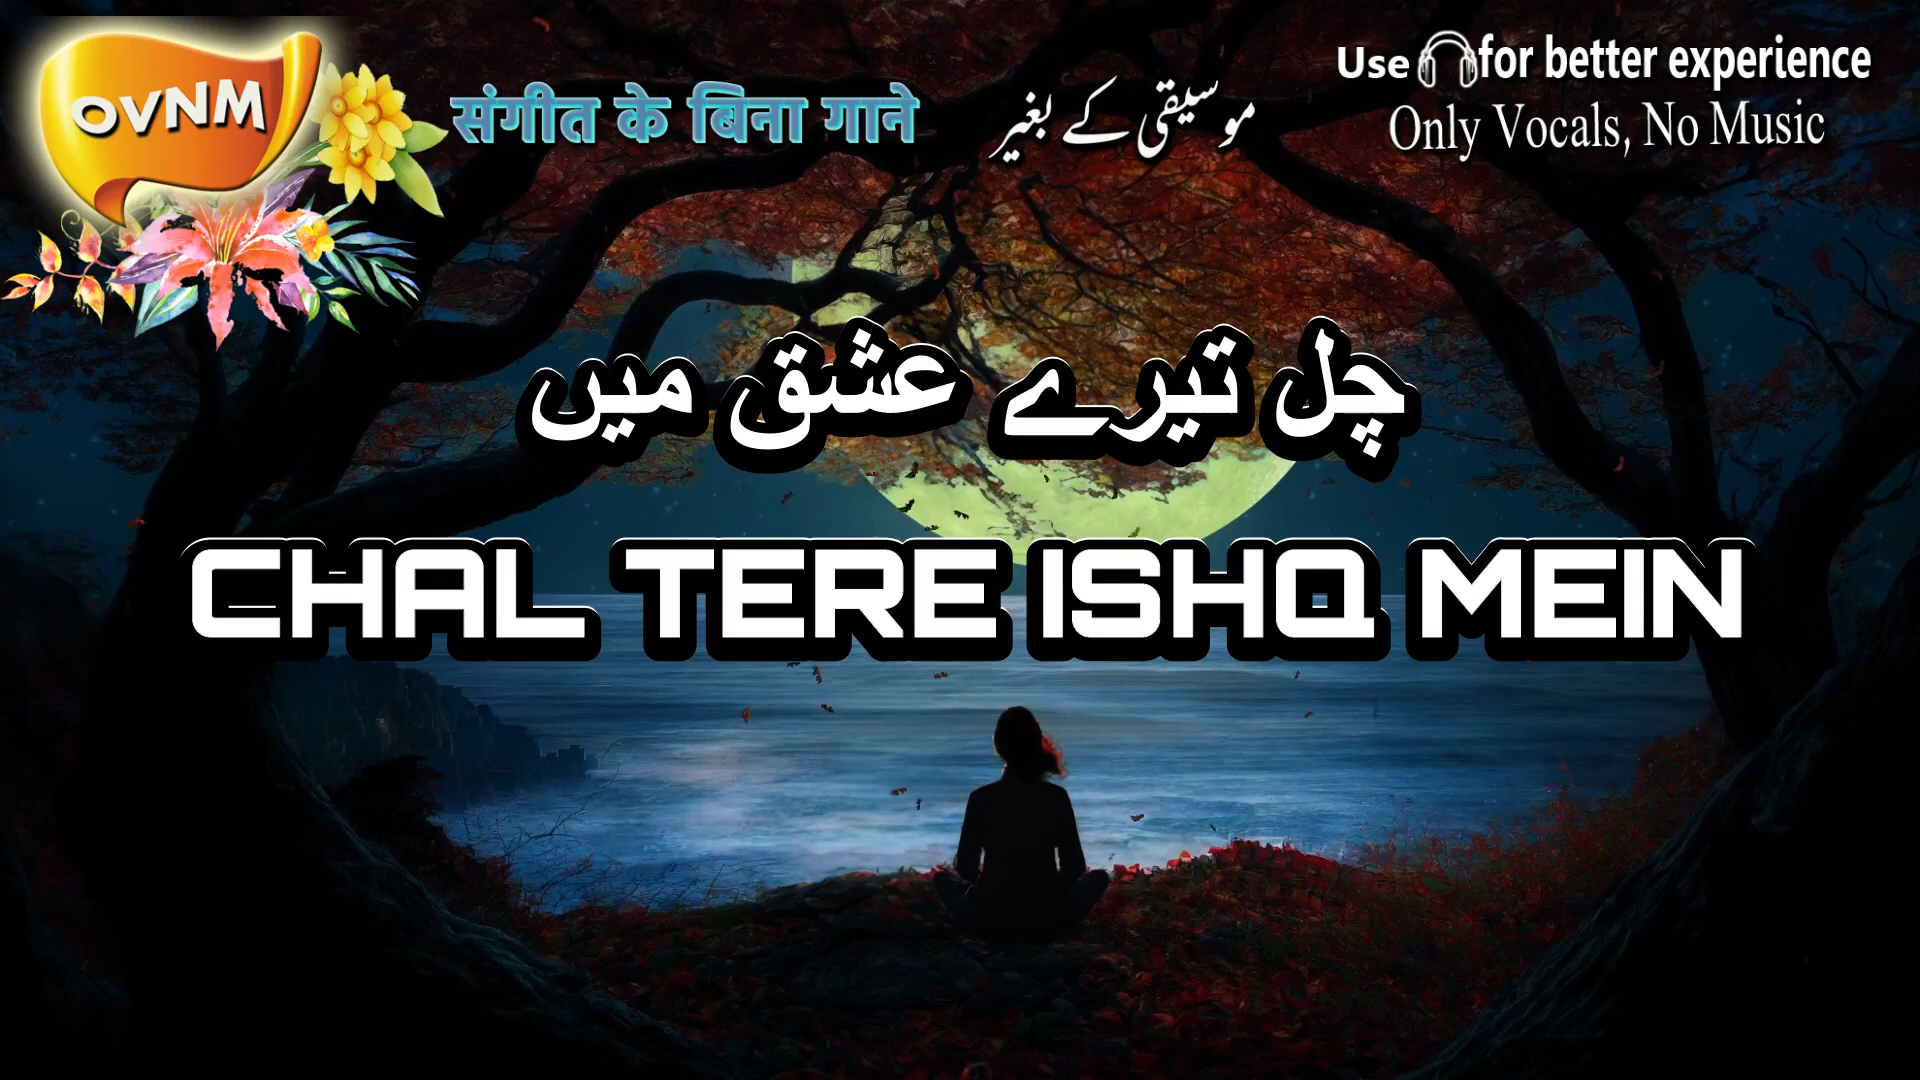 OVNM
संगीत के बिना गाने
موسیقی کے بغیر
Use for better experience
Only Vocals, No Music
چل تیرے عشق میں
CHAL TERE ISHQ MEIN